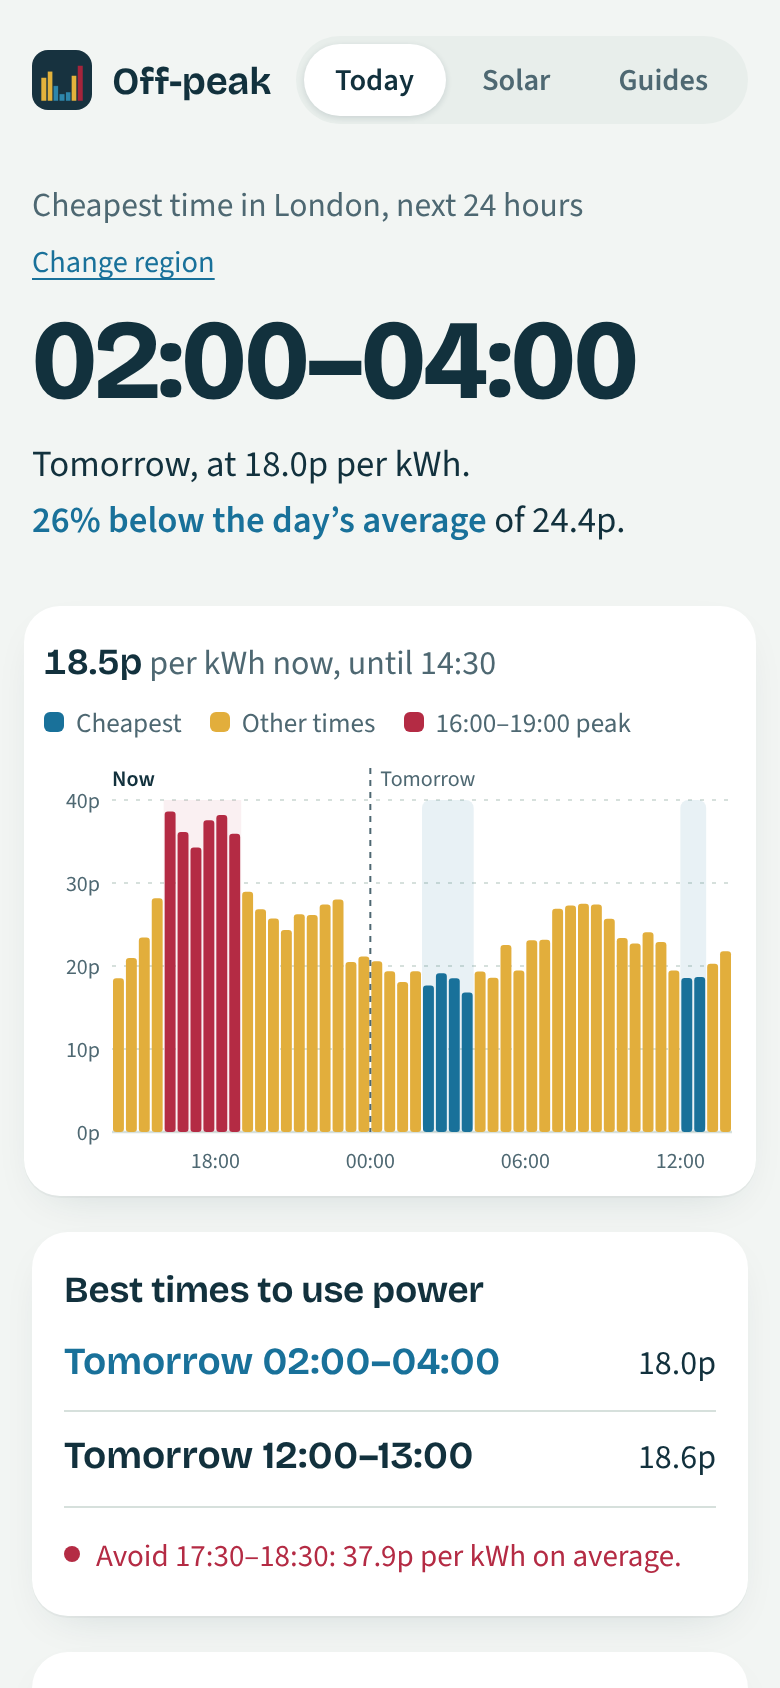 Off-peak
Today
Solar
Guides
Cheapest time in London, next 24 hours
Change region
02:00–04:00
Tomorrow, at 18.0p per kWh.
26% below the day’s average of 24.4p.
18.5p per kWh now, until 14:30
Cheapest
Other times
16:00–19:00 peak
Now
Tomorrow
40p
30p
20p
10p
0p
18:00
00:00
06:00
12:00
Best times to use power
Tomorrow 02:00–04:00 18.0p
Tomorrow 12:00–13:00 18.6p
Avoid 17:30–18:30: 37.9p per kWh on average.